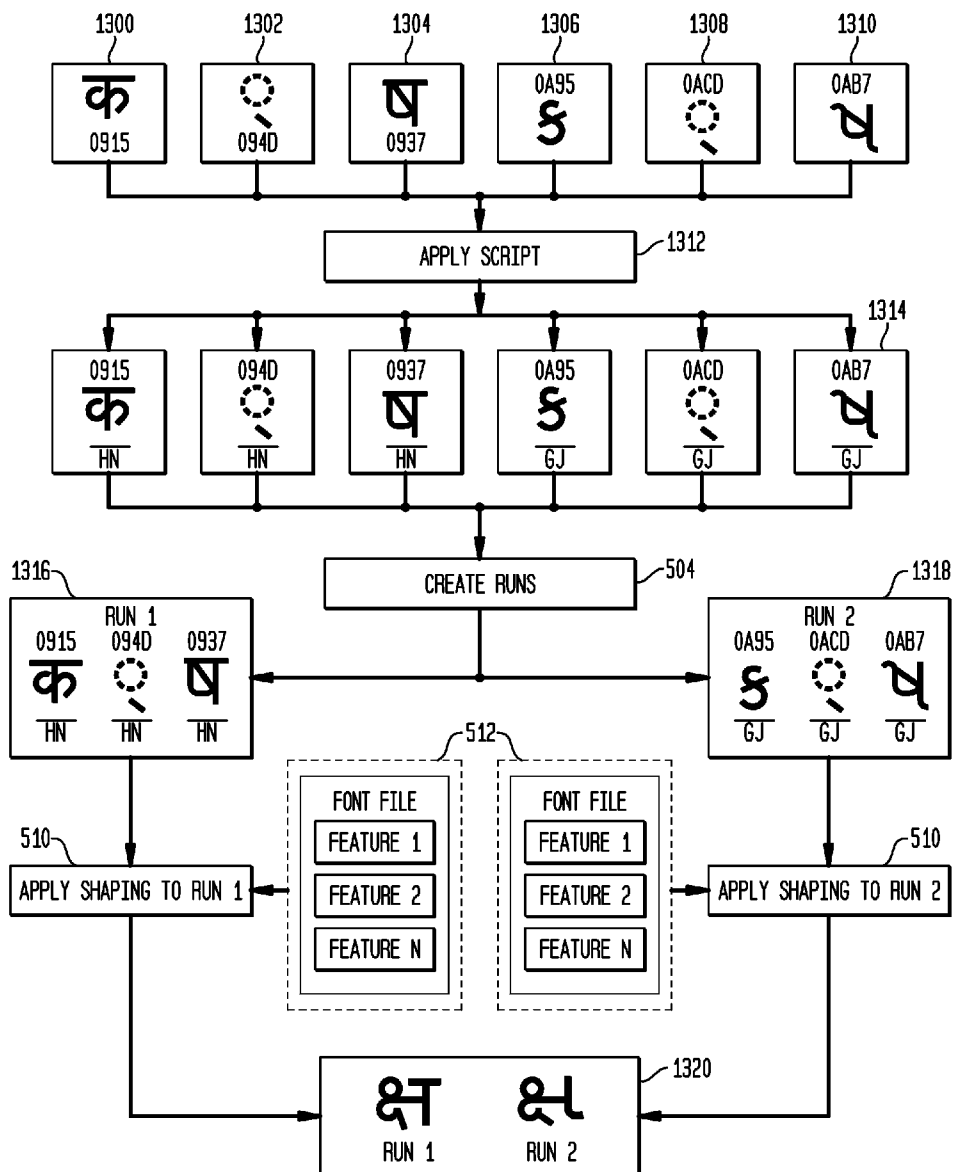 1300 1302 1304 1306 1308 1310
क ् ष 0A95 0ACD 0AB7
0915 094D 0937 ક ્ ષ
APPLY SCRIPT 1312
1314
0915 094D 0937 0A95 0ACD 0AB7
क ् ष ક ્ ષ
HN HN HN GJ GJ GJ
CREATE RUNS 504
1316 1318
RUN 1 RUN 2
0915 094D 0937 0A95 0ACD 0AB7
क ् ष ક ્ ષ
HN HN HN GJ GJ GJ
512
FONT FILE FONT FILE
FEATURE 1 FEATURE 1
510 510
APPLY SHAPING TO RUN 1 FEATURE 2 FEATURE 2 APPLY SHAPING TO RUN 2
FEATURE N FEATURE N
1320
क्ष ક્ષ
RUN 1 RUN 2